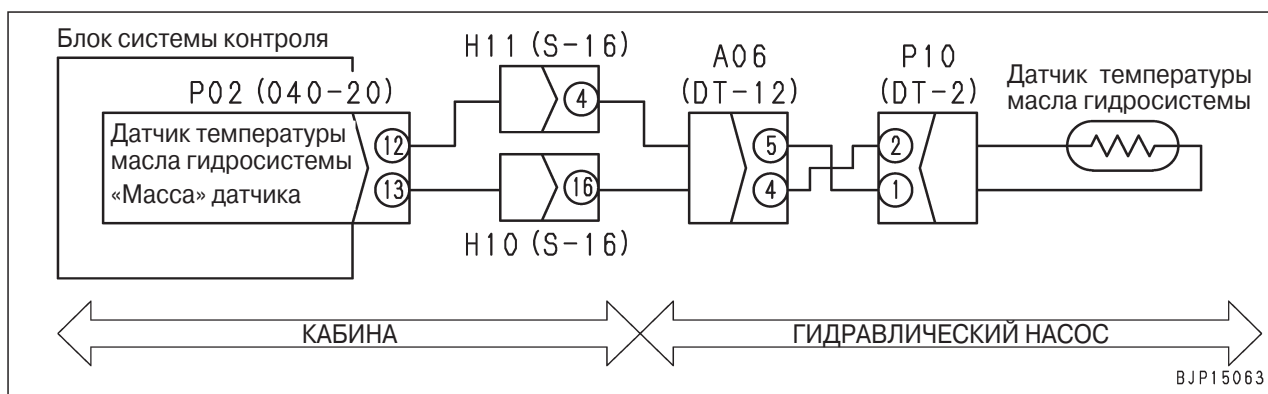 Блок системы контроля
P02 (040-20)
Датчик температуры
масла гидросистемы
«Масса» датчика
12
13
H11 (S-16)
4
16
H10 (S-16)
A06
(DT-12)
5
4
P10
(DT-2)
2
1
Датчик температуры
масла гидросистемы
КАБИНА
ГИДРАВЛИЧЕСКИЙ НАСОС
BJP15063